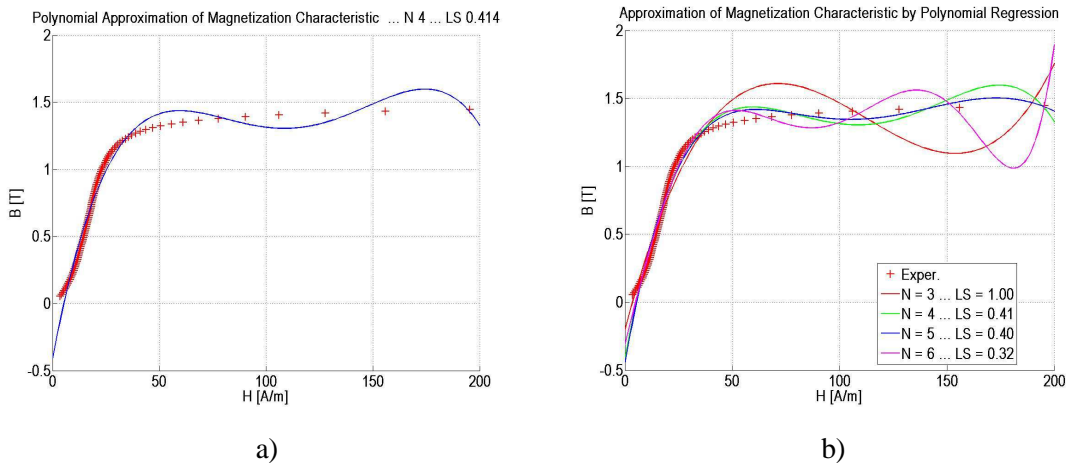 Polynomial Approximation of Magnetization Characteristic ... N 4 ... LS 0.414
2
1.5
1
0.5
0
-0.5
B [T]
0 50 100 150 200
H [A/m]
a)
Approximation of Magnetization Characteristic by Polynomial Regression
2
1.5
1
0.5
0
-0.5
B [T]
Exper.
N = 3 ... LS = 1.00
N = 4 ... LS = 0.41
N = 5 ... LS = 0.40
N = 6 ... LS = 0.32
0 50 100 150 200
H [A/m]
b)